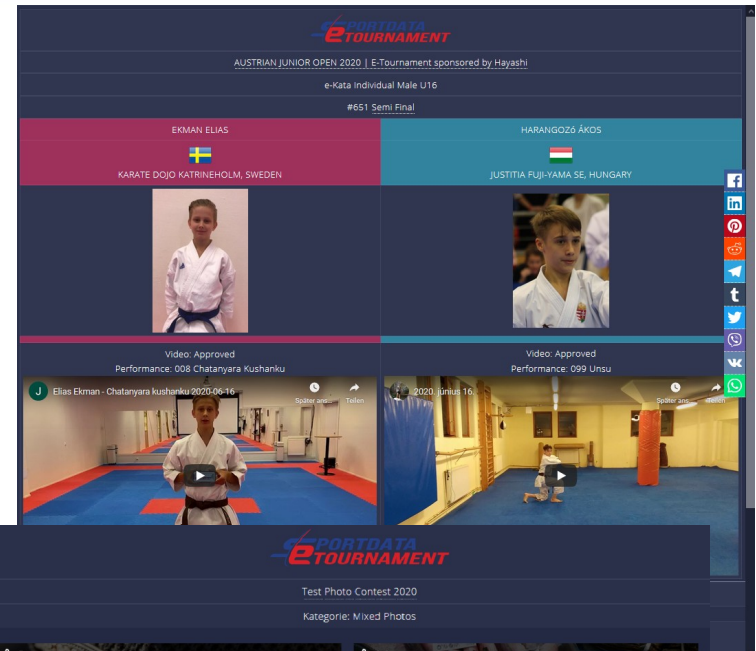 SPORTDATA
eTOURNAMENT
AUSTRIAN JUNIOR OPEN 2020 | E-Tournament sponsored by Hayashi
e-Kata Individual Male U16
#651 Semi Final
EKMAN ELIAS
KARATE DOJO KATRINEHOLM, SWEDEN
HARANGOZÓ ÁKOS
JUSTITIA FUJI-YAMA SE, HUNGARY
Video: Approved
Performance: 008 Chatanyara Kushanku
Video: Approved
Performance: 099 Unsu
J Elias Ekman - Chatanyara kushanku 2020-06-16
Später ans... Teilen
2020. június 16.
Später ans... Teilen
SPORTDATA
eTOURNAMENT
Test Photo Contest 2020
Kategorie: Mixed Photos